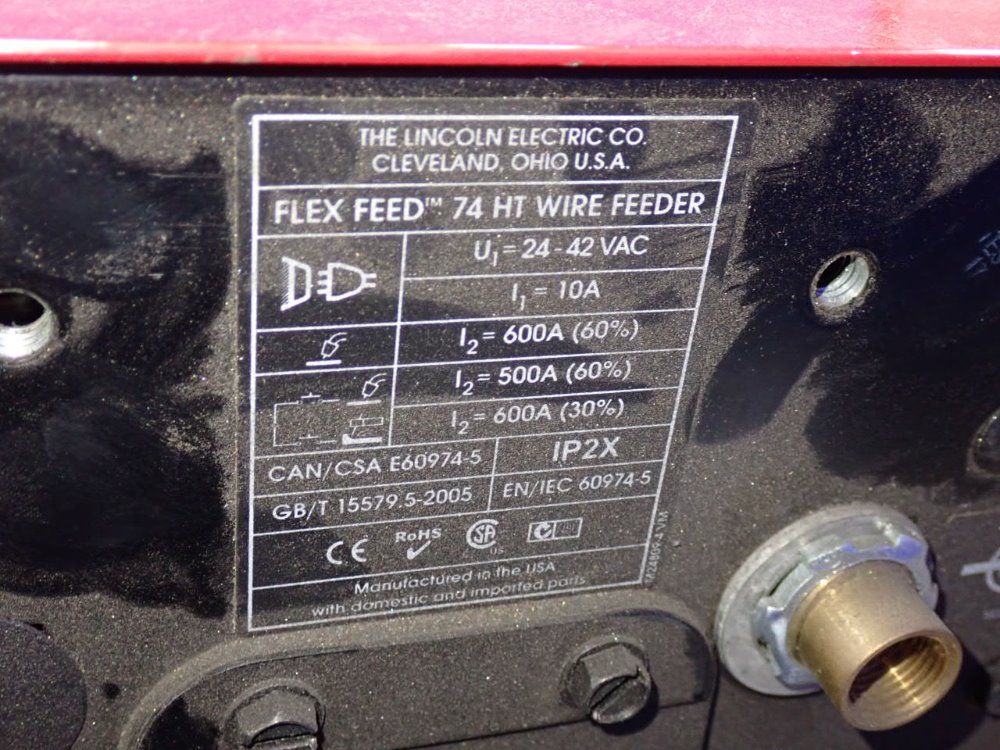 THE LINCOLN ELECTRIC CO.
CLEVELAND, OHIO U.S.A.
FLEX FEED™ 74 HT WIRE FEEDER
U1 = 24 - 42 VAC
I1 = 10A
I2 = 600A (60%)
I2 = 500A (60%)
I2 = 600A (30%)
CAN/CSA E60974-5
IP2X
GB/T 15579.5-2005
EN/IEC 60974-5
CE
RoHS
SA
US
Manufactured in the USA
with domestic and imported parts